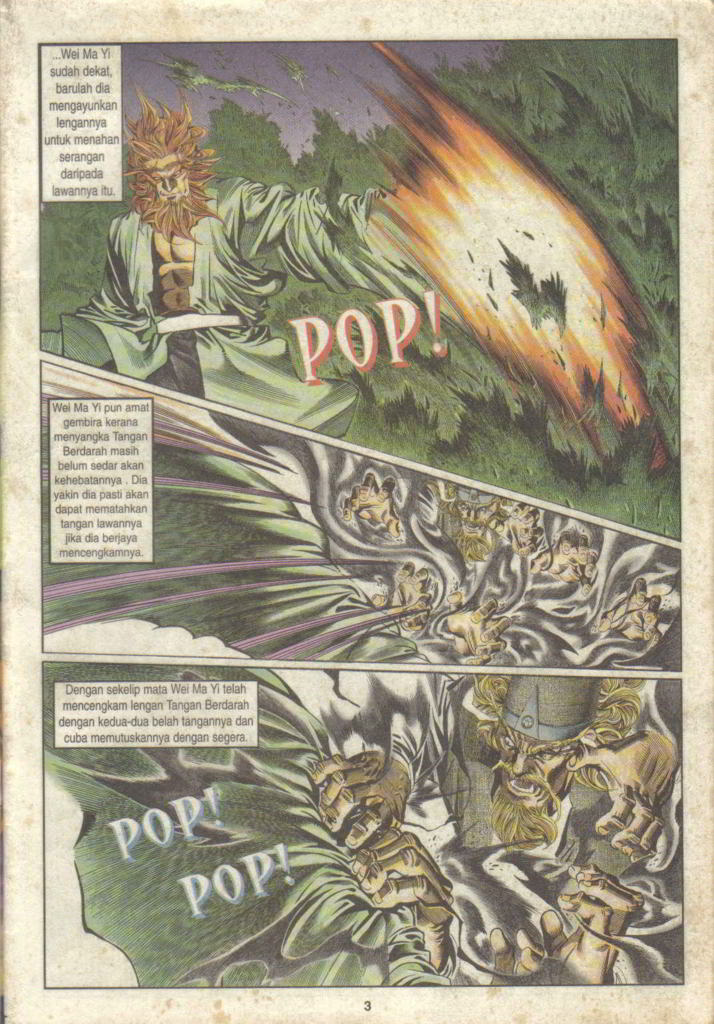 ...Wei Ma Yi
sudah dekat,
barulah dia
mengayunkan
lengannya
untuk menahan
serangan
daripada
lawannya itu.
POP!
Wei Ma Yi pun amat
gembira kerana
menyangka Tangan
Berdarah masih
belum sedar akan
kehebatannya . Dia
yakin dia pasti akan
dapat mematahkan
tangan lawannya
jika dia berjaya
mencengkamnya.
Dengan sekelip mata Wei Ma Yi telah
mencengkam lengan Tangan Berdarah
dengan kedua-dua belah tangannya dan
cuba memutuskannya dengan segera.
POP!
POP!
3